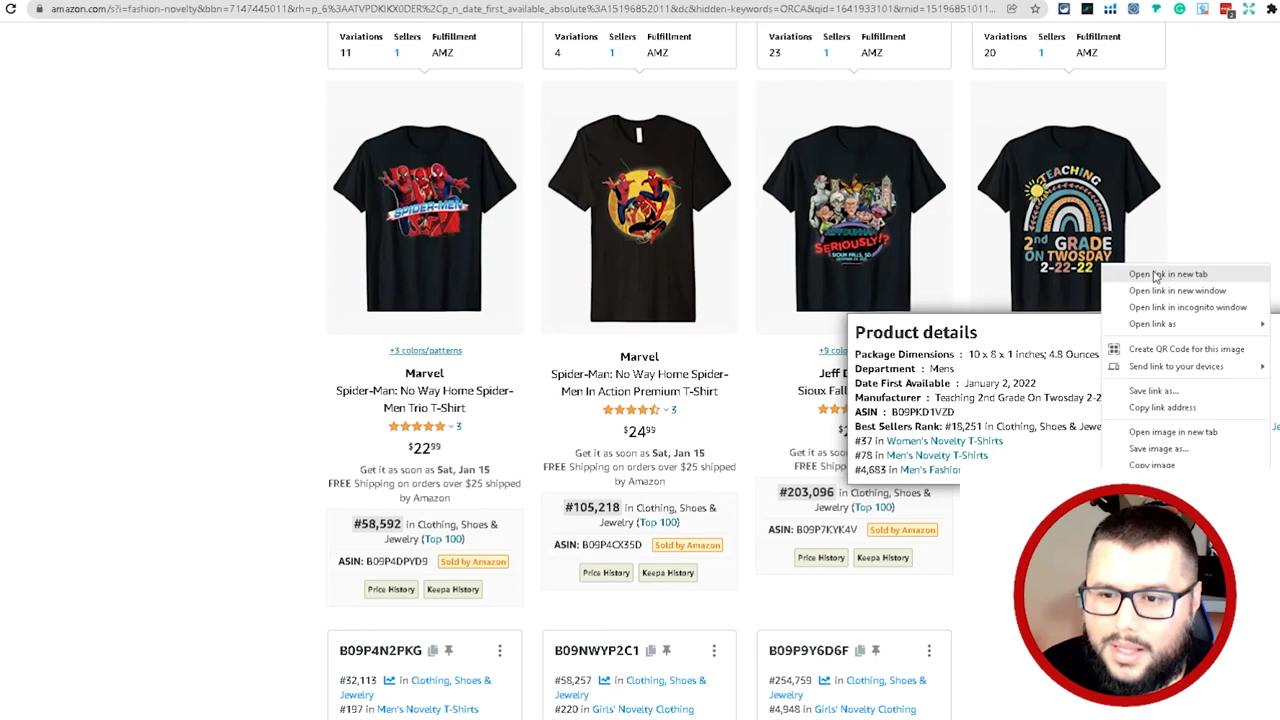 amazon.com/s?i=fashion-novelty&bbn=7147445011&rh=p_6%3AATVPDKIKX0DER%2Cp_n_date_first_available_absolute%3A15196852011&dc&hidden-keywords=ORCA&qid=1641933101&rnid=15196851011...
Variations Sellers Fulfillment
11 1 AMZ
Variations Sellers Fulfillment
4 1 AMZ
Variations Sellers Fulfillment
23 1 AMZ
Variations Sellers Fulfillment
20 1 AMZ
SPIDER-MEN
JEFF DUNHAM
SERIOUSLY!?
SIOUX FALLS, SD
TEACHING
2nd GRADE
ON TWOSDAY
2-22-22
+3 colors/patterns
Marvel
Spider-Man: No Way Home Spider-
Men Trio T-Shirt
3
$22.99
Get it as soon as Sat, Jan 15
FREE Shipping on orders over $25 shipped
by Amazon
#58,592 in Clothing, Shoes &
Jewelry (Top 100)
ASIN: B09P4DPYD9 Sold by Amazon
Price History Keepa History
Marvel
Spider-Man: No Way Home Spider-
Men In Action Premium T-Shirt
3
$24.99
Get it as soon as Sat, Jan 15
FREE Shipping on orders over $25 shipped
by Amazon
#105,218 in Clothing, Shoes &
Jewelry (Top 100)
ASIN: B09P4CX35D Sold by Amazon
Price History Keepa History
+9 colo
Jeff D
Sioux Fall
Get it as soon
FREE Shipping on o
by
#203,096 in Clothing, Shoes &
Jewelry (Top 100)
ASIN: B09P7KYK4V Sold by Amazon
Price History Keepa History
Product details
Package Dimensions : 10 x 8 x 1 inches; 4.8 Ounces
Department : Mens
Date First Available : January 2, 2022
Manufacturer : Teaching 2nd Grade On Twosday 2-2
ASIN : B09PKD1VZD
Best Sellers Rank: #18,251 in Clothing, Shoes & Jewe
#37 in Women's Novelty T-Shirts
#78 in Men's Novelty T-Shirts
#4,683 in Men's Fashion
Open link in new tab
Open link in new window
Open link in incognito window
Open link as
Create QR Code for this image
Send link to your devices
Save link as...
Copy link address
Open image in new tab
Save image as...
Copy image
Je
B09P4N2PKG
#32,113 in Clothing, Shoes &
Jewelry
#197 in Men's Novelty T-Shirts
B09NWYP2C1
#58,257 in Clothing, Shoes &
Jewelry
#220 in Girls' Novelty Clothing
B09P9Y6D6F
#254,759 in Clothing, Shoes &
Jewelry
#4,948 in Girls' Novelty Clothing